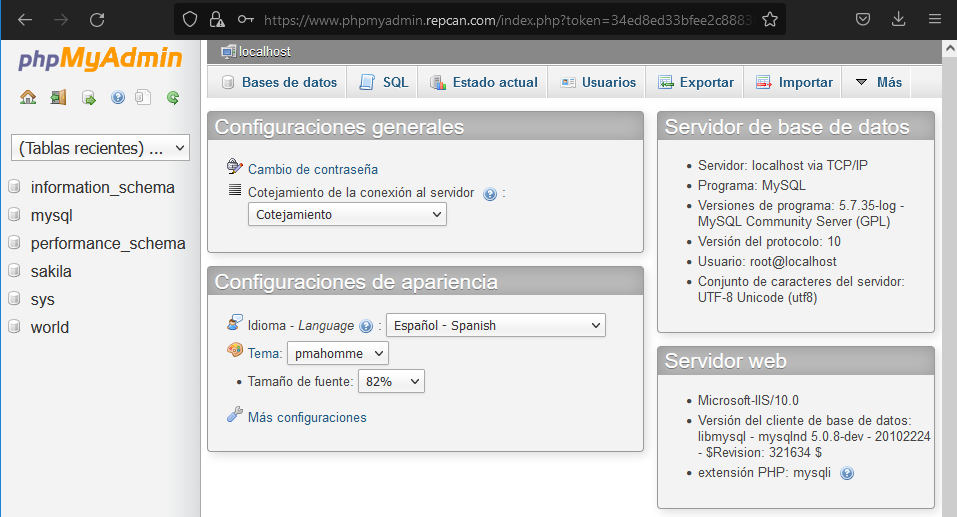 https://www.phpmyadmin.repcan.com/index.php?token=34ed8ed33bfee2c8883
phpMyAdmin
(Tablas recientes) ...
information_schema
mysql
performance_schema
sakila
sys
world
localhost
Bases de datos
SQL
Estado actual
Usuarios
Exportar
Importar
Más
Configuraciones generales
Cambio de contraseña
Cotejamiento de la conexión al servidor :
Cotejamiento
Configuraciones de apariencia
Idioma - Language : Español - Spanish
Tema: pmahomme
Tamaño de fuente: 82%
Más configuraciones
Servidor de base de datos
Servidor: localhost via TCP/IP
Programa: MySQL
Versiones de programa: 5.7.35-log -
MySQL Community Server (GPL)
Versión del protocolo: 10
Usuario: root@localhost
Conjunto de caracteres del servidor:
UTF-8 Unicode (utf8)
Servidor web
Microsoft-IIS/10.0
Versión del cliente de base de datos:
libmysql - mysqlnd 5.0.8-dev - 20102224
- $Revision: 321634 $
extensión PHP: mysqli